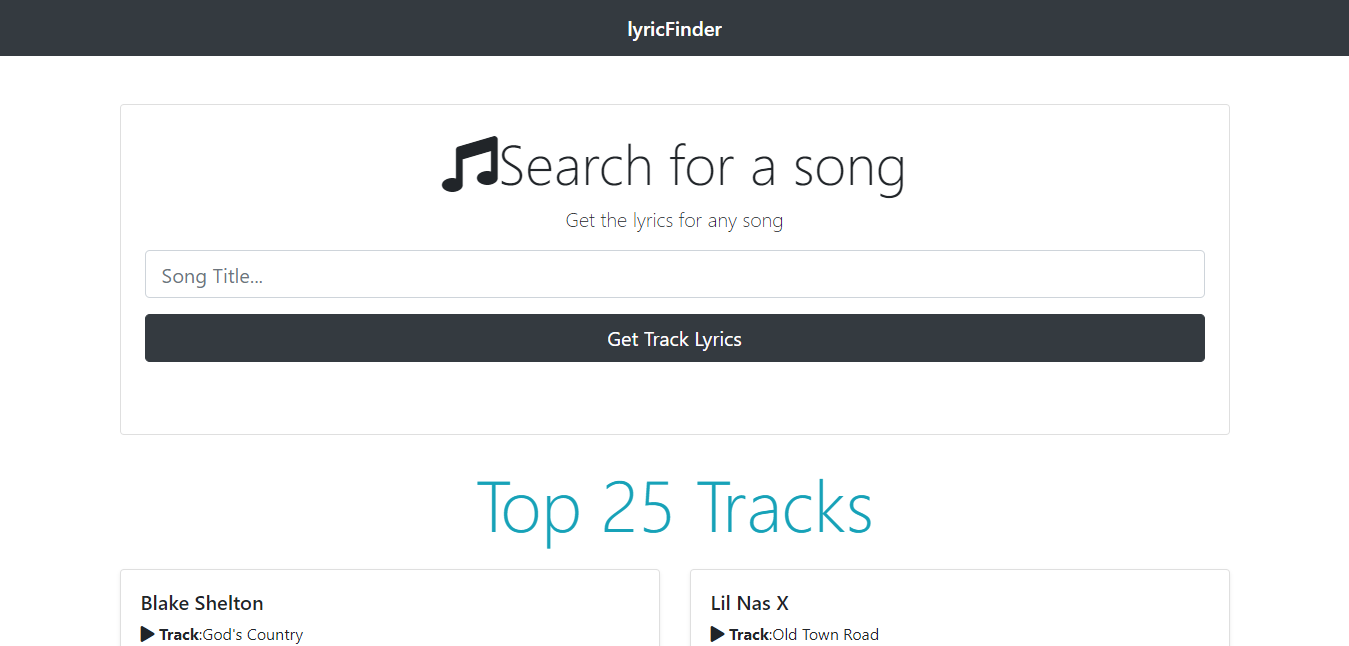 lyricFinder
Search for a song
Get the lyrics for any song
Song Title...
Get Track Lyrics
Top 25 Tracks
Blake Shelton
Track:God's Country
Lil Nas X
Track:Old Town Road